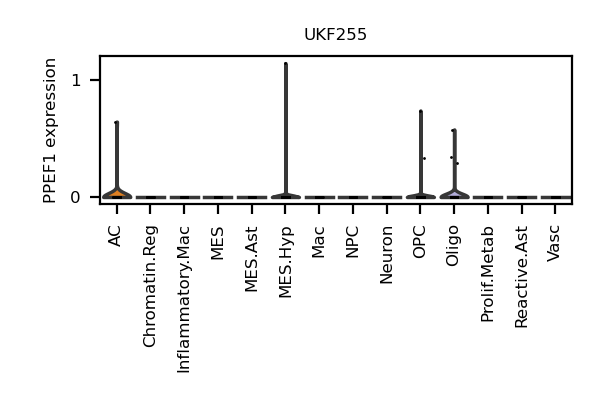 UKF255
PPEF1 expression
1
0
AC
Chromatin.Reg
Inflammatory.Mac
MES
MES.Ast
MES.Hyp
Mac
NPC
Neuron
OPC
Oligo
Prolif.Metab
Reactive.Ast
Vasc